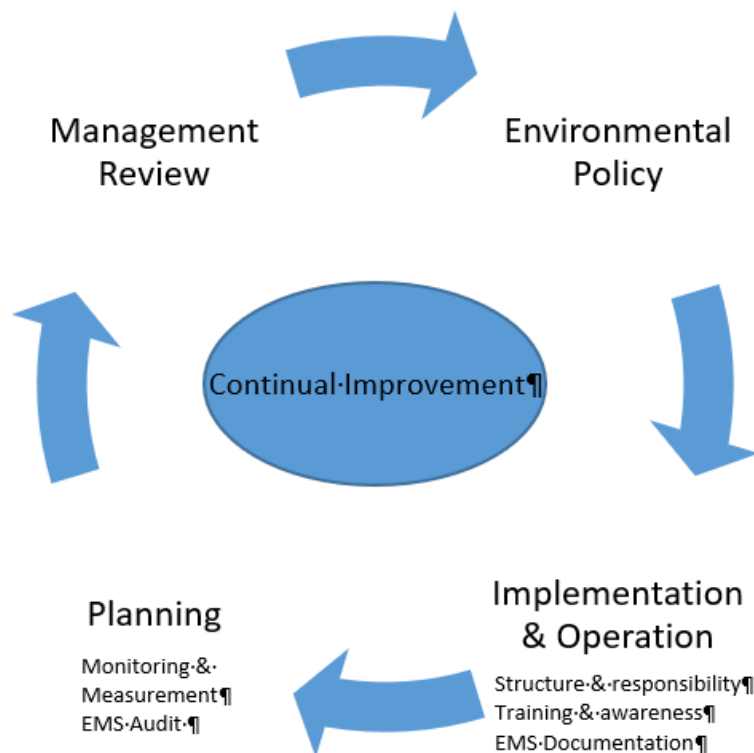 Management
Review
Environmental
Policy
Continual·Improvement¶
Planning
Monitoring·&·
Measurement¶
EMS·Audit·¶
Implementation
& Operation
Structure·&·responsibility¶
Training·&·awareness¶
EMS·Documentation¶